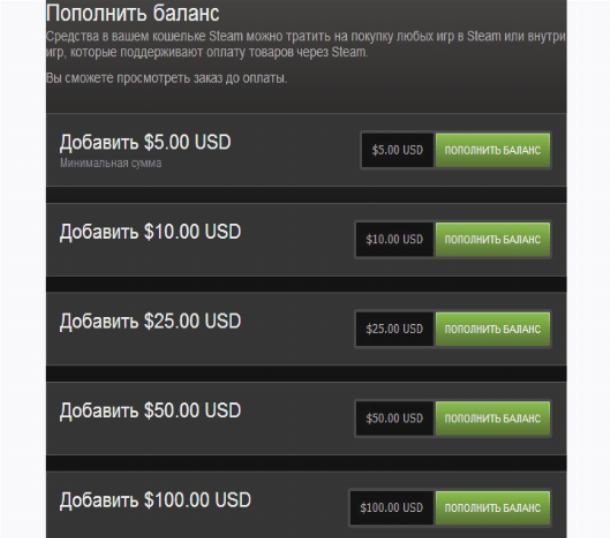 Пополнить баланс
Средства в вашем кошельке Steam можно тратить на покупку любых игр в Steam или внутри
игр, которые поддерживают оплату товаров через Steam.
Вы сможете просмотреть заказ до оплаты.
Добавить $5.00 USD
Минимальная сумма
$5.00 USD ПОПОЛНИТЬ БАЛАНС
Добавить $10.00 USD
$10.00 USD ПОПОЛНИТЬ БАЛАНС
Добавить $25.00 USD
$25.00 USD ПОПОЛНИТЬ БАЛАНС
Добавить $50.00 USD
$50.00 USD ПОПОЛНИТЬ БАЛАНС
Добавить $100.00 USD
$100.00 USD ПОПОЛНИТЬ БАЛАНС